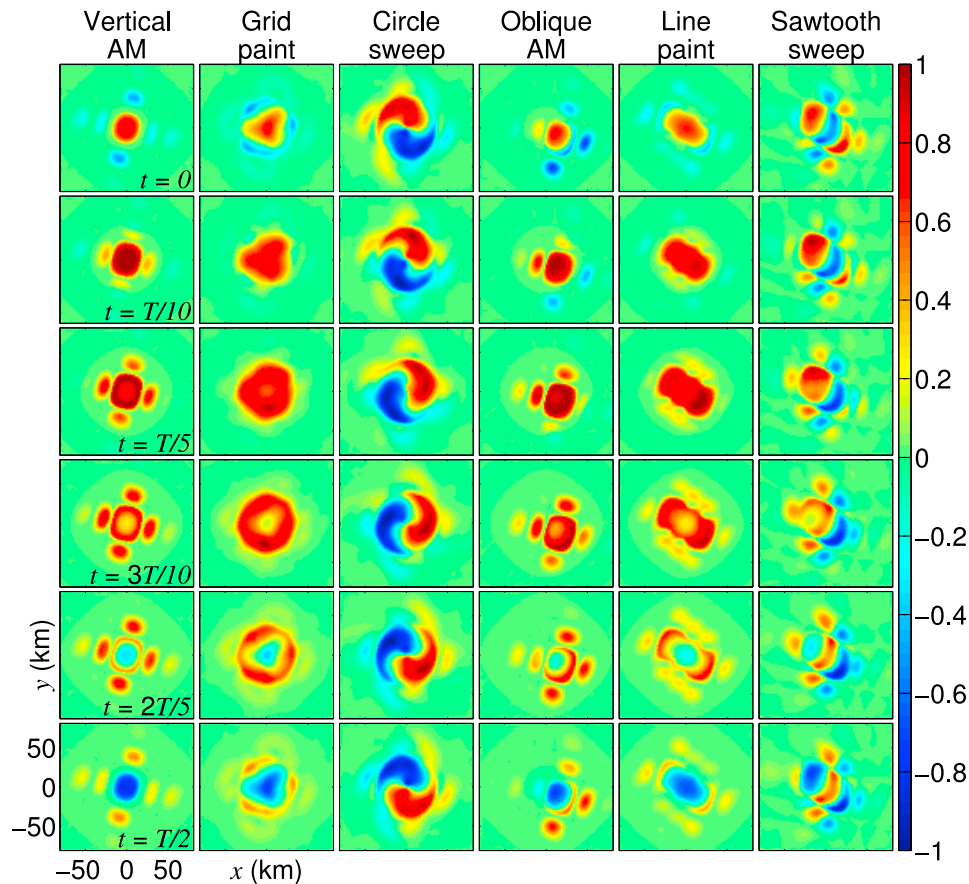 Vertical AM
Grid paint
Circle sweep
Oblique AM
Line paint
Sawtooth sweep
t = 0
t = T/10
t = T/5
t = 3T/10
t = 2T/5
t = T/2
y (km)
50
0
−50
−50 0 50
x (km)
1
0.8
0.6
0.4
0.2
0
−0.2
−0.4
−0.6
−0.8
−1